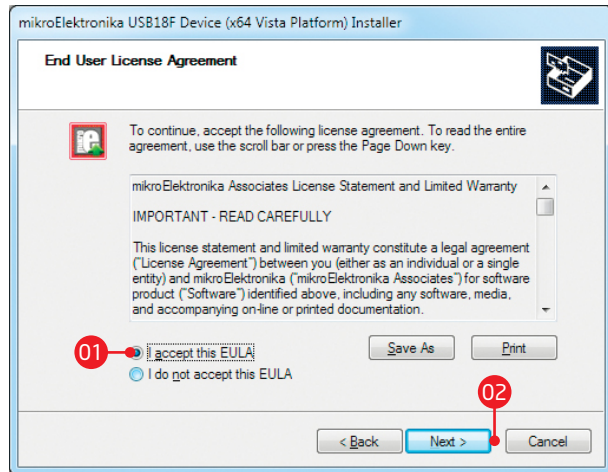 mikroElektronika USB18F Device (x64 Vista Platform) Installer
End User License Agreement
To continue, accept the following license agreement. To read the entire
agreement, use the scroll bar or press the Page Down key.
mikroElektronika Associates License Statement and Limited Warranty
IMPORTANT - READ CAREFULLY
This license statement and limited warranty constitute a legal agreement
("License Agreement") between you (either as an individual or a single
entity) and mikroElektronika ("mikroElektronika Associates") for software
product ("Software") identified above, including any software, media,
and accompanying on-line or printed documentation.
01 I accept this EULA Save As Print
I do not accept this EULA
02
< Back Next > Cancel